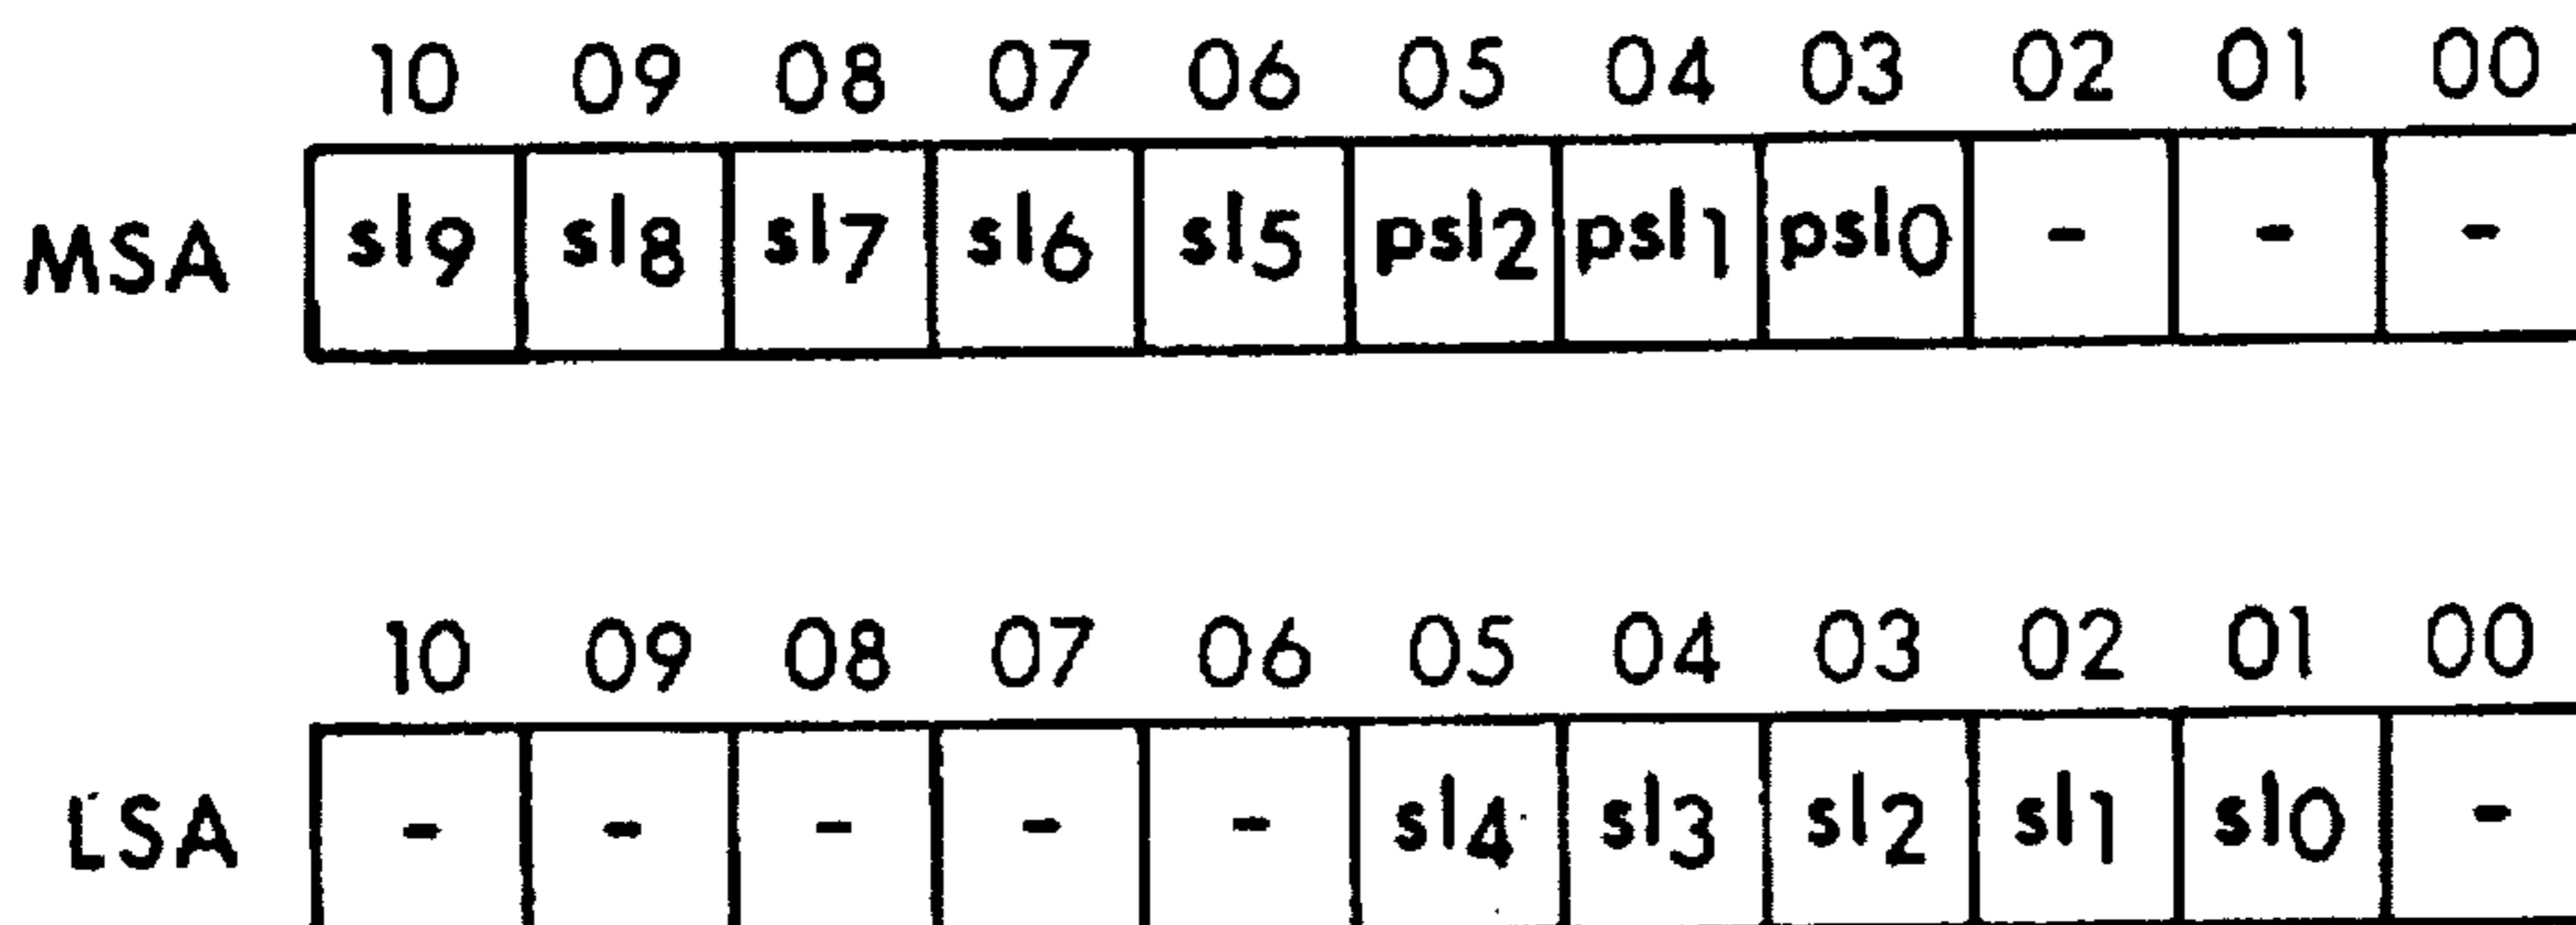 10 09 08 07 06 05 04 03 02 01 00
MSA sl9 sl8 sl7 sl6 sl5 psl2 psl1 psl0 - - -
10 09 08 07 06 05 04 03 02 01 00
LSA - - - - - sl4 sl3 sl2 sl1 sl0 -